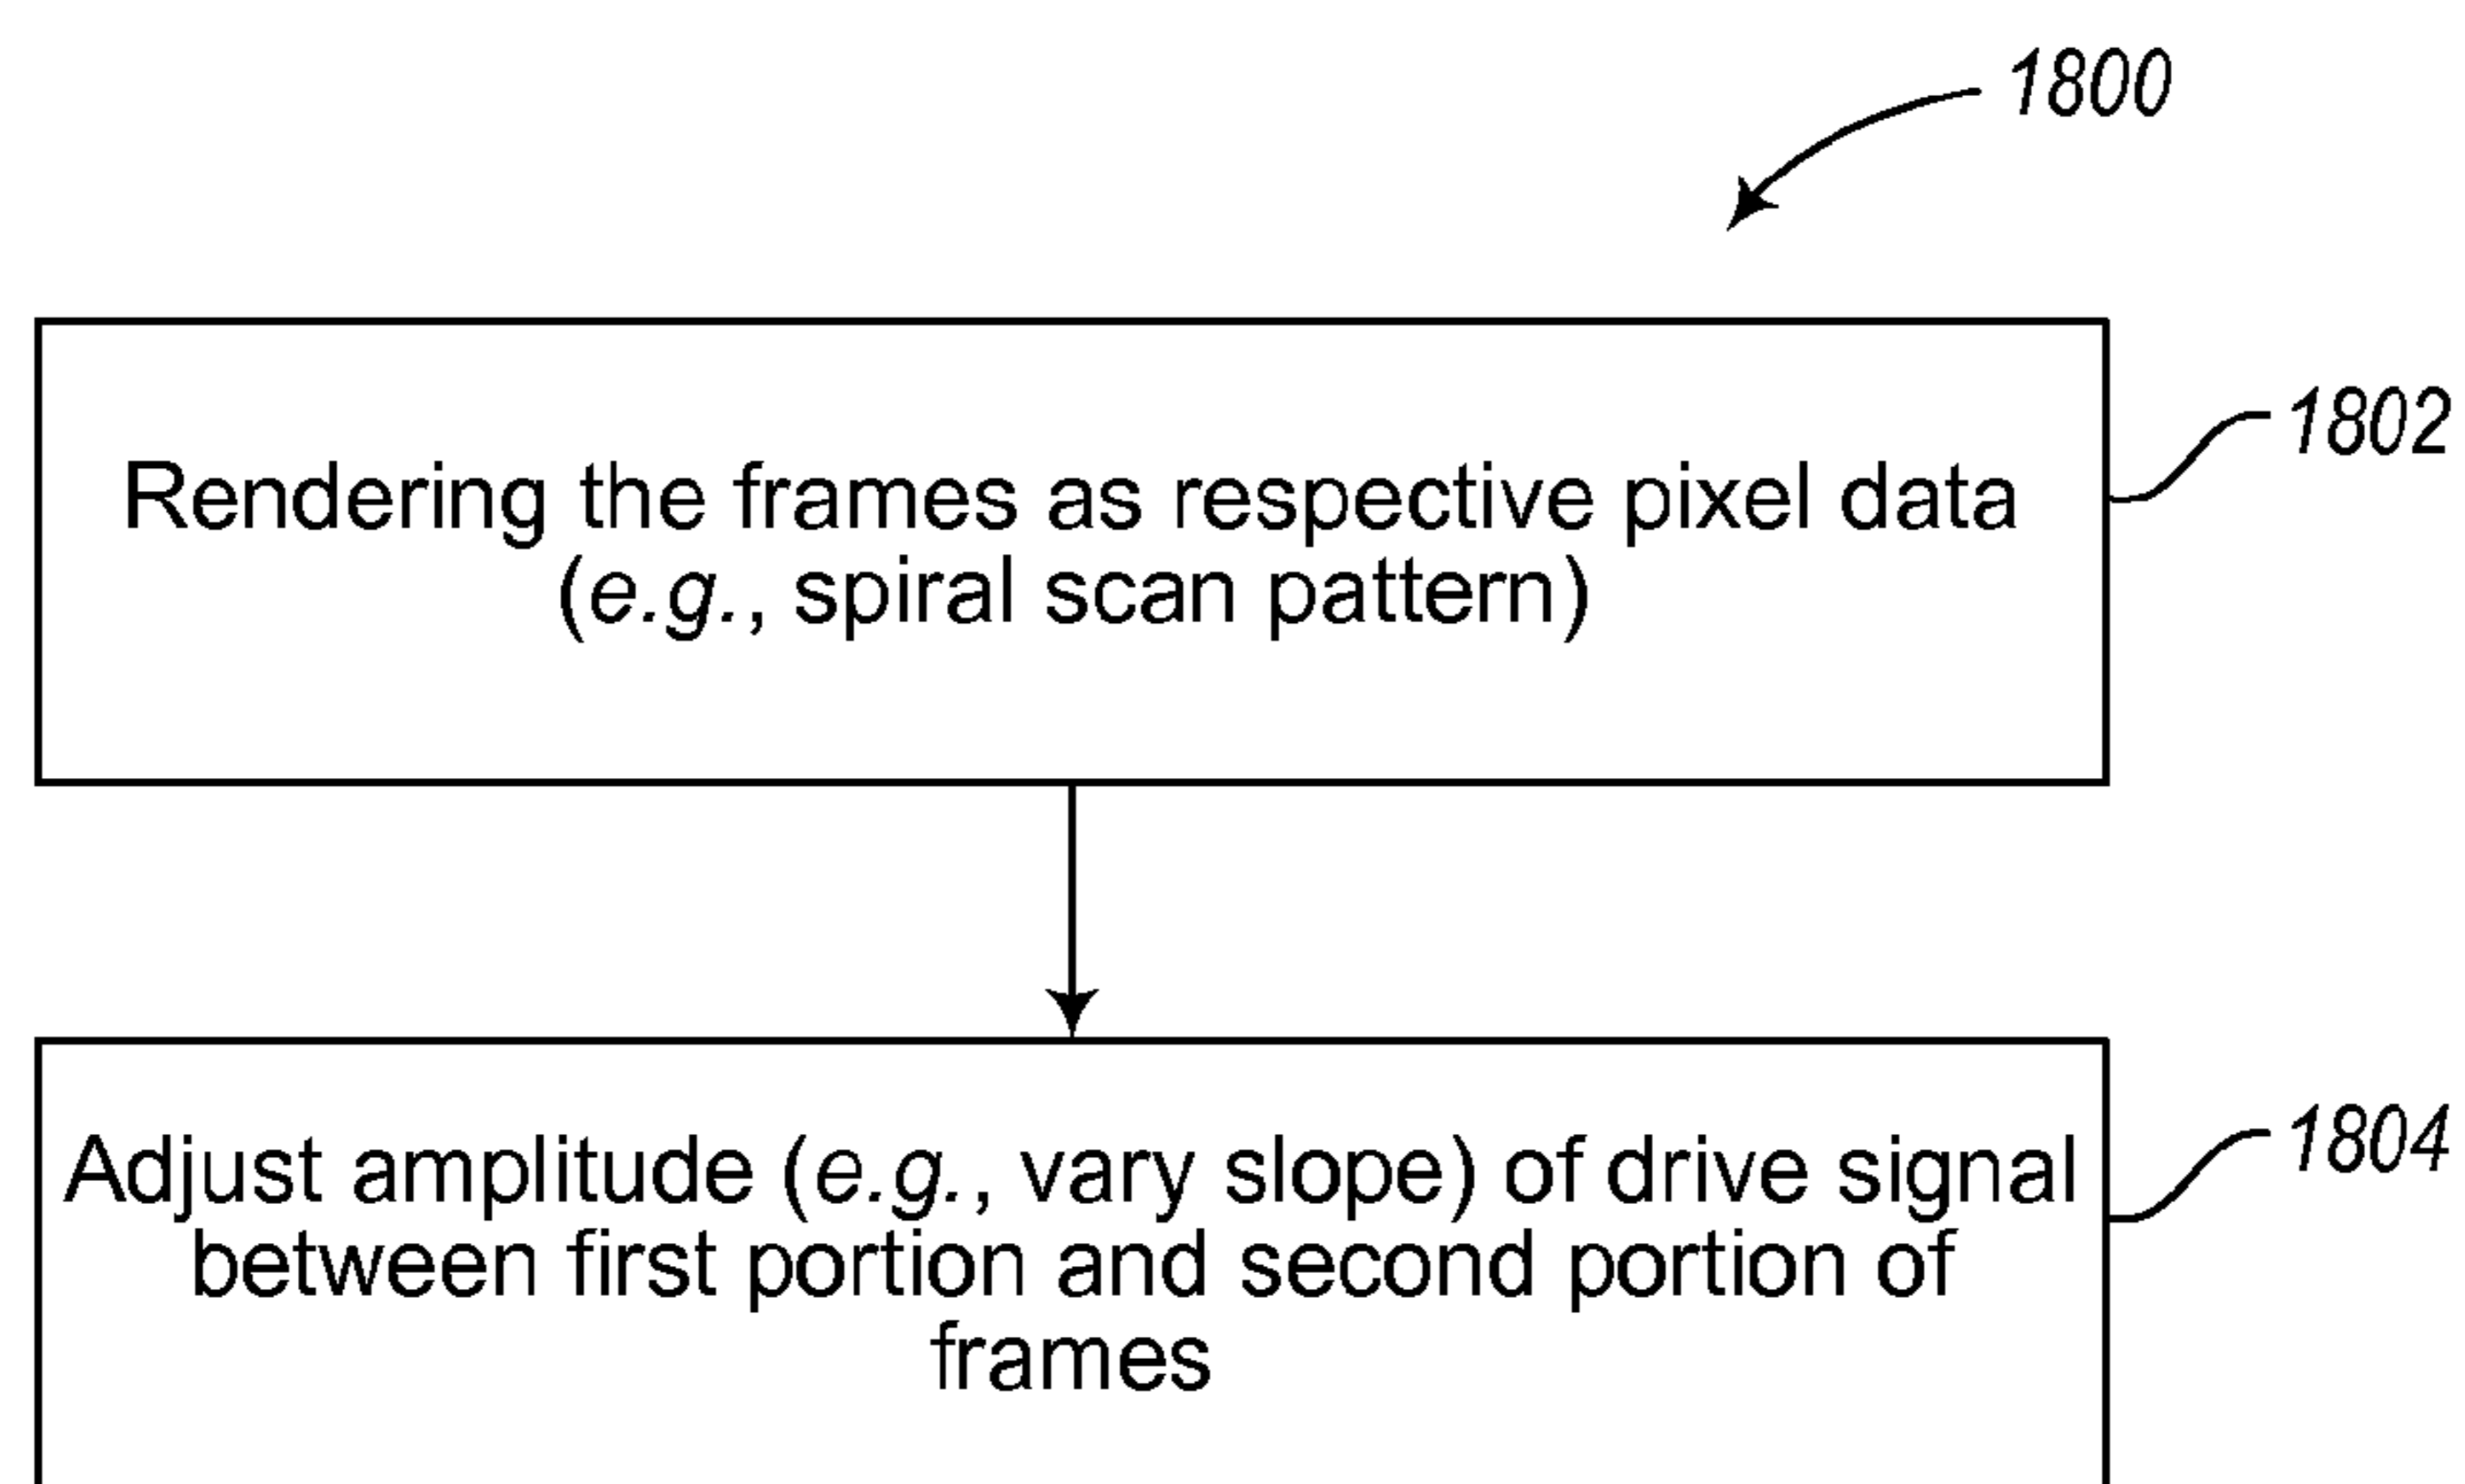 1800
1802
Rendering the frames as respective pixel data
(e.g., spiral scan pattern)
1804
Adjust amplitude (e.g., vary slope) of drive signal
between first portion and second portion of
frames